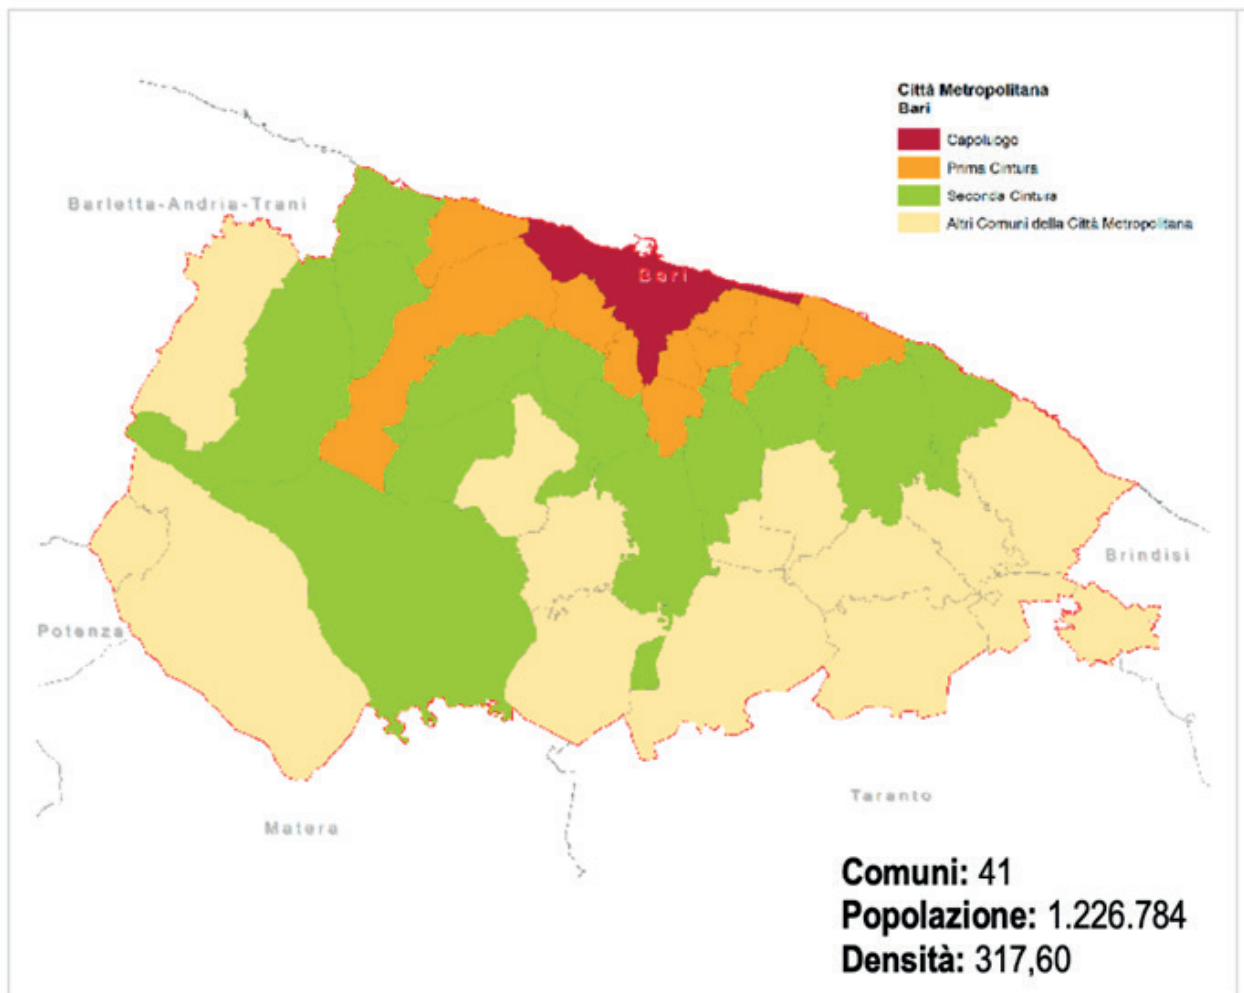 Città Metropolitana
Bari
Capoluogo
Prima Cintura
Seconda Cintura
Altri Comuni della Città Metropolitana
Barletta-Andria-Trani
Bari
Brindisi
Potenza
Taranto
Matera
Comuni: 41
Popolazione: 1.226.784
Densità: 317,60